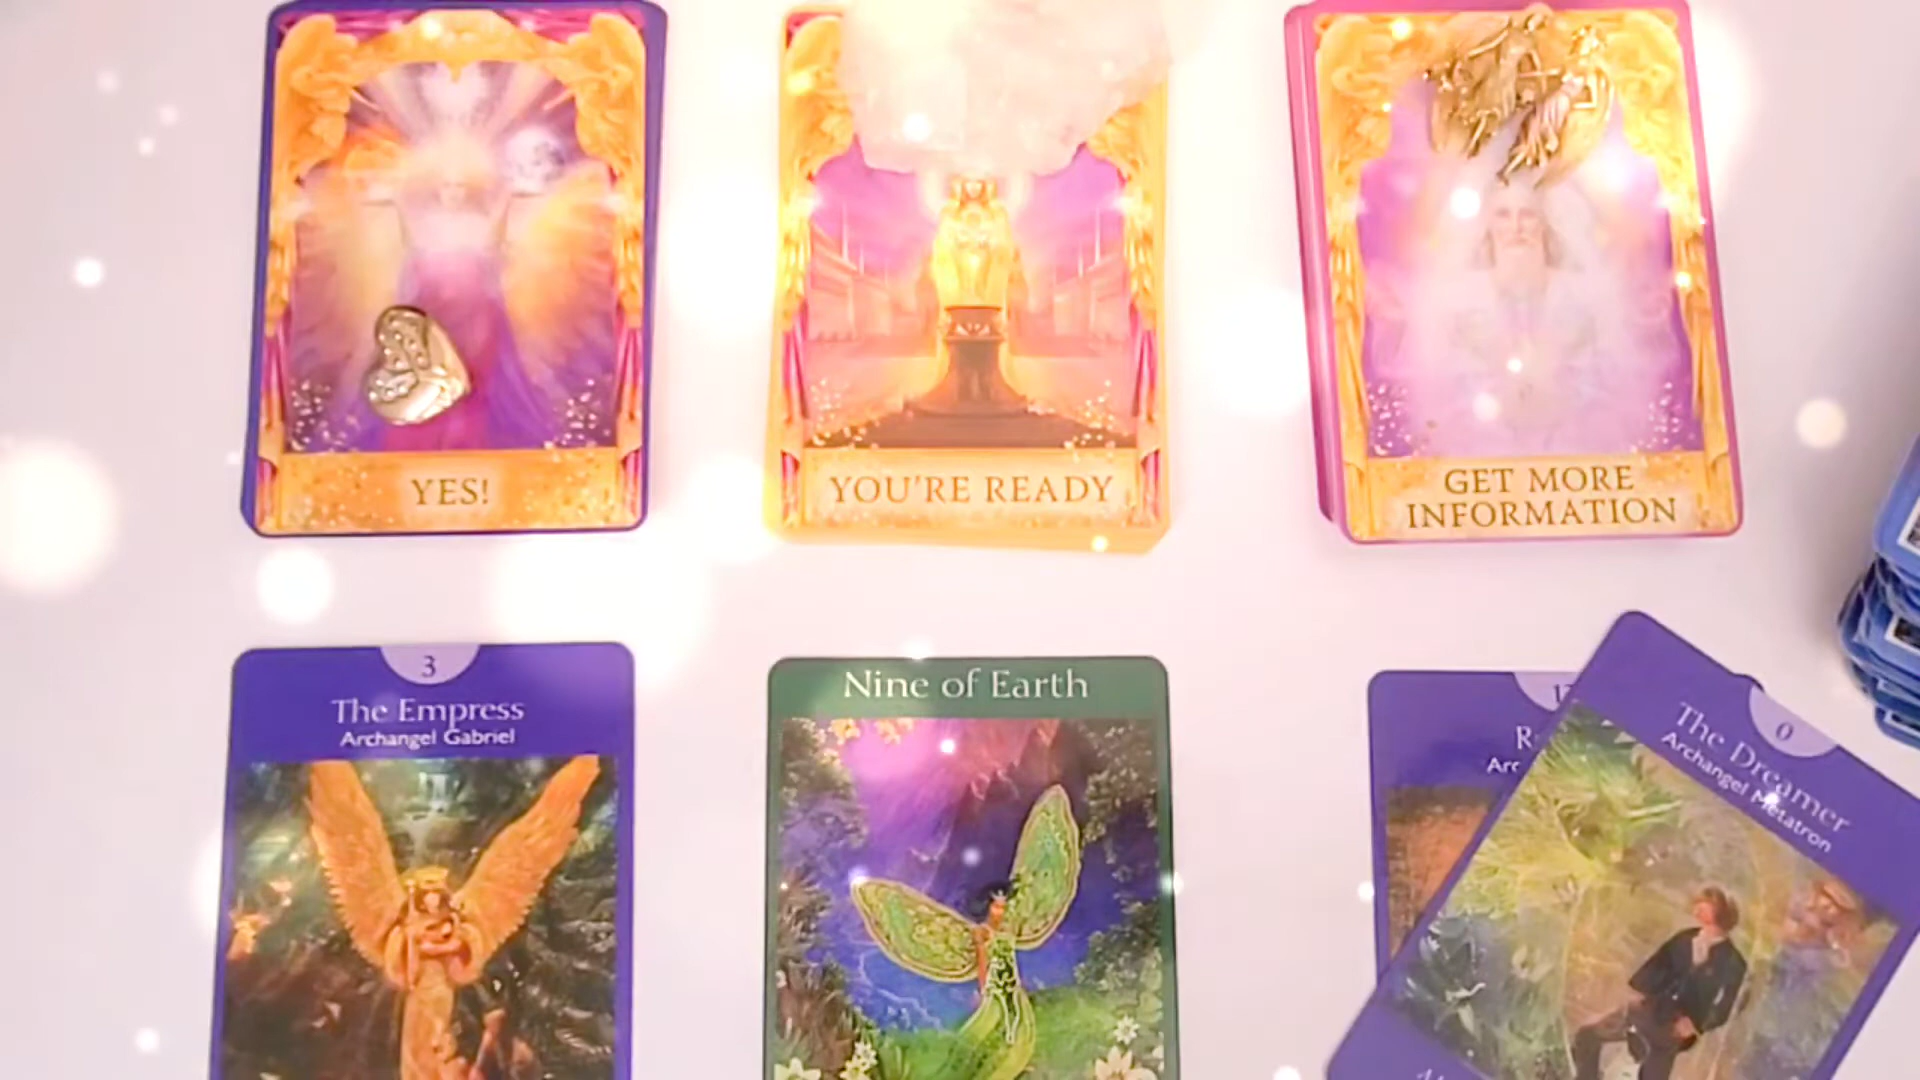 YES!
YOU'RE READY
GET MORE
INFORMATION
3
The Empress
Archangel Gabriel
Nine of Earth
0
The Dreamer
Archangel Metatron